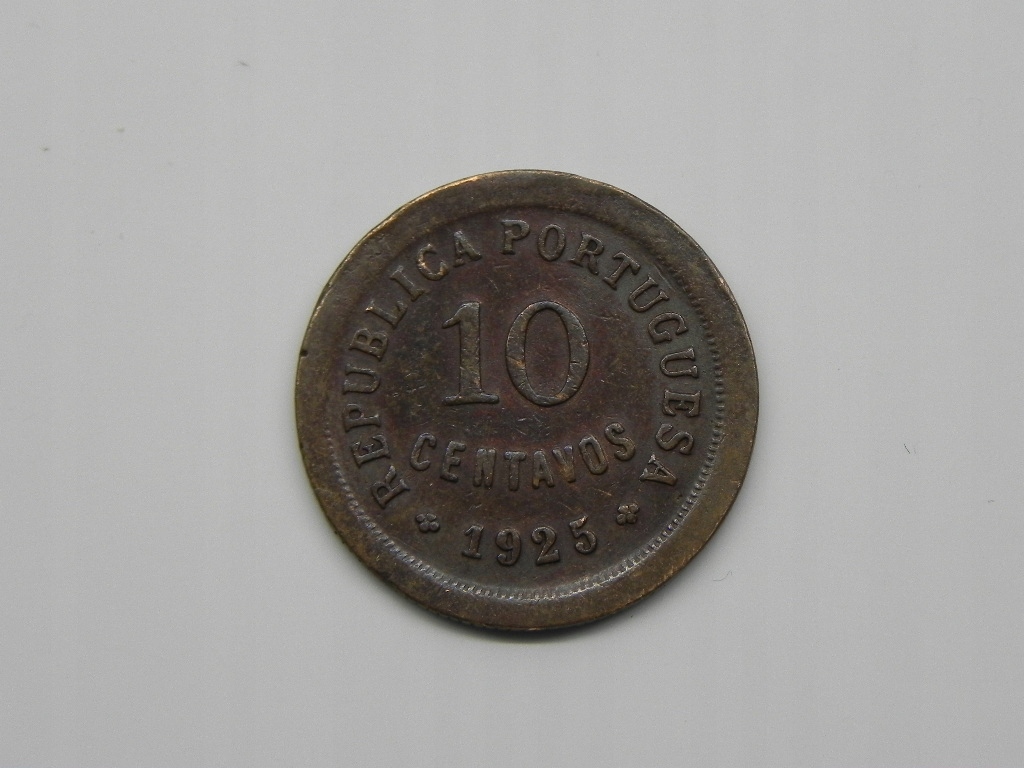 REPUBLICA PORTUGUESA
10
CENTAVOS
1925